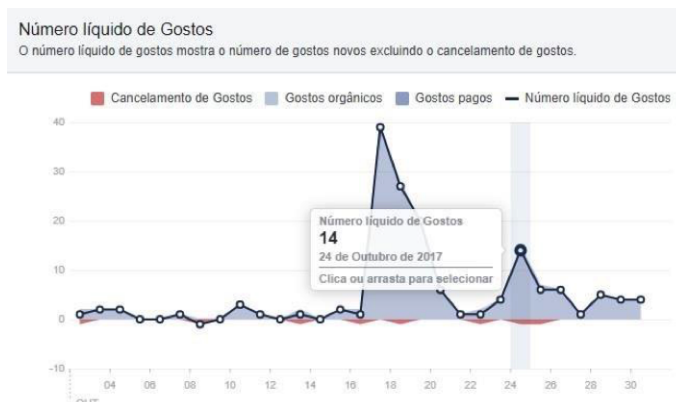 Número líquido de Gostos
O número líquido de gostos mostra o número de gostos novos excluindo o cancelamento de gostos.
Cancelamento de Gostos Gostos orgânicos Gostos pagos Número líquido de Gostos
40
30
20
10
0
-10
Número líquido de Gostos
14
24 de Outubro de 2017
Clica ou arrasta para selecionar
04 06 08 10 12 14 16 18 20 22 24 26 28 30
OUT